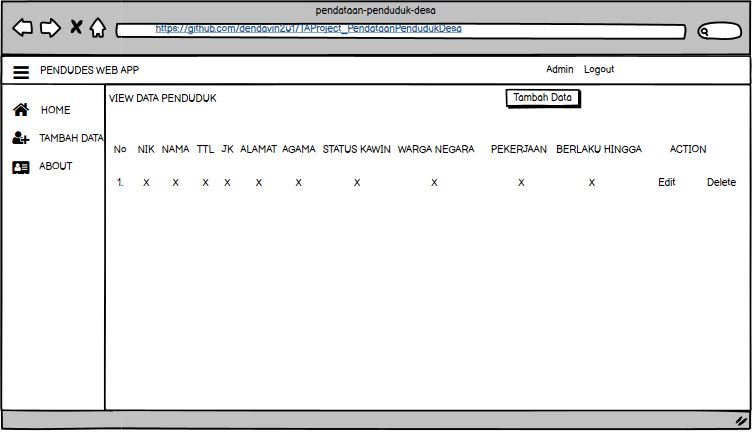 pendataan-penduduk-desa
https://github.com/dendavin201/TAProject_PendataanPendudukDesa
PENDUDES WEB APP
Admin Logout
HOME
TAMBAH DATA
ABOUT
VIEW DATA PENDUDUK
Tambah Data
No NIK NAMA TTL JK ALAMAT AGAMA STATUS KAWIN WARGA NEGARA PEKERJAAN BERLAKU HINGGA ACTION
1. X X X X X X X X X X Edit Delete